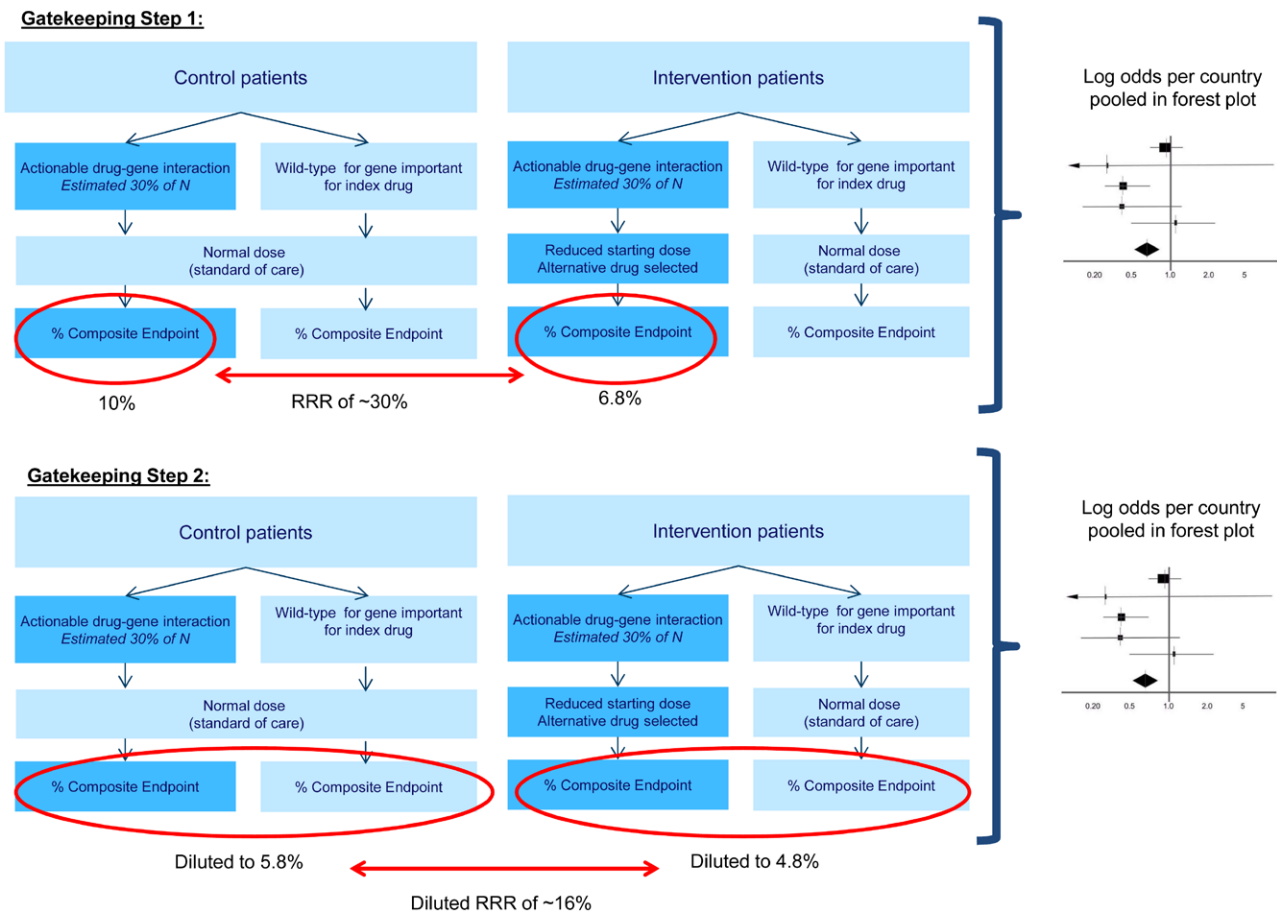 Gatekeeping Step 1:
Control patients
Intervention patients
Log odds per country
pooled in forest plot
Actionable drug-gene interaction
Estimated 30% of N
Wild-type for gene important
for index drug
Actionable drug-gene interaction
Estimated 30% of N
Wild-type for gene important
for index drug
Normal dose
(standard of care)
Reduced starting dose
Alternative drug selected
Normal dose
(standard of care)
0.20 0.5 1.0 2.0 5
% Composite Endpoint
% Composite Endpoint
% Composite Endpoint
% Composite Endpoint
10%
RRR of ~30%
6.8%
Gatekeeping Step 2:
Control patients
Intervention patients
Log odds per country
pooled in forest plot
Actionable drug-gene interaction
Estimated 30% of N
Wild-type for gene important
for index drug
Actionable drug-gene interaction
Estimated 30% of N
Wild-type for gene important
for index drug
Normal dose
(standard of care)
Reduced starting dose
Alternative drug selected
Normal dose
(standard of care)
0.20 0.5 1.0 2.0 5
% Composite Endpoint
% Composite Endpoint
% Composite Endpoint
% Composite Endpoint
Diluted to 5.8%
Diluted to 4.8%
Diluted RRR of ~16%